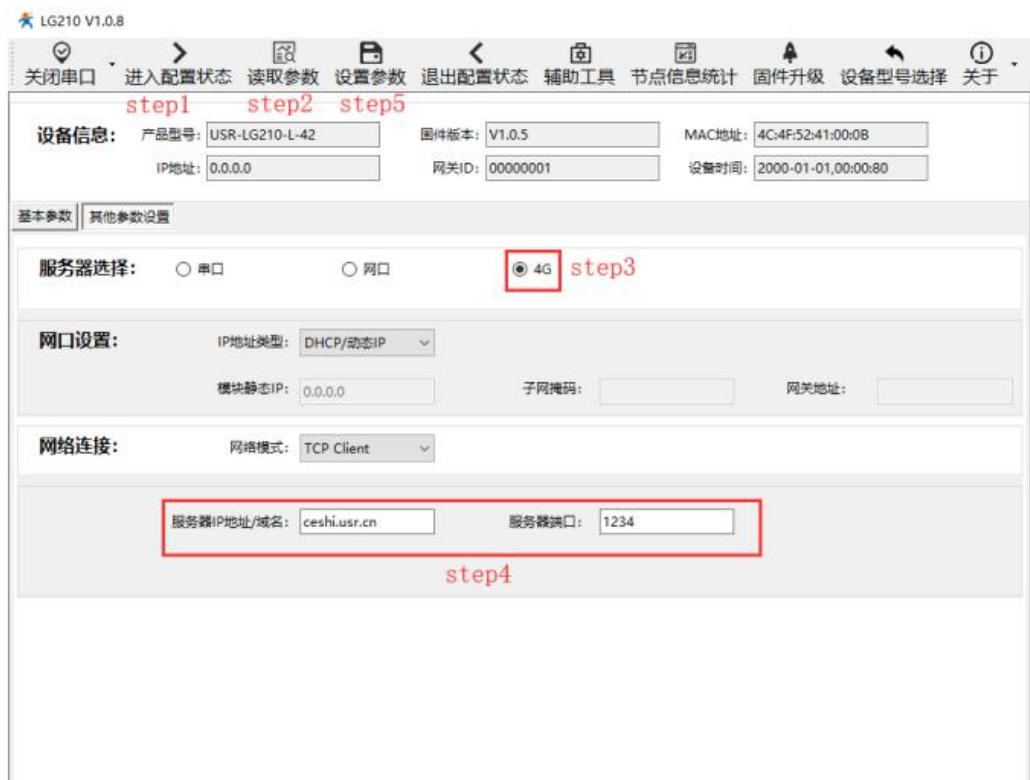 LG210 V1.0.8
关闭串口 进入配置状态 读取参数 设置参数 退出配置状态 辅助工具 节点信息统计 固件升级 设备型号选择 关于
step1 step2 step5
设备信息： 产品型号： USR-LG210-L-42 固件版本： V1.0.5 MAC地址： 4C:4F:52:41:00:0B
IP地址： 0.0.0.0 网关ID： 00000001 设备时间： 2000-01-01,00:00:80
基本参数 其他参数设置
服务器选择： 串口 网口 4G step3
网口设置： IP地址类型： DHCP/动态IP
模块静态IP： 0.0.0.0 子网掩码： 网关地址：
网络连接： 网络模式： TCP Client
服务器IP地址/域名： ceshi.usr.cn 服务器端口： 1234
step4